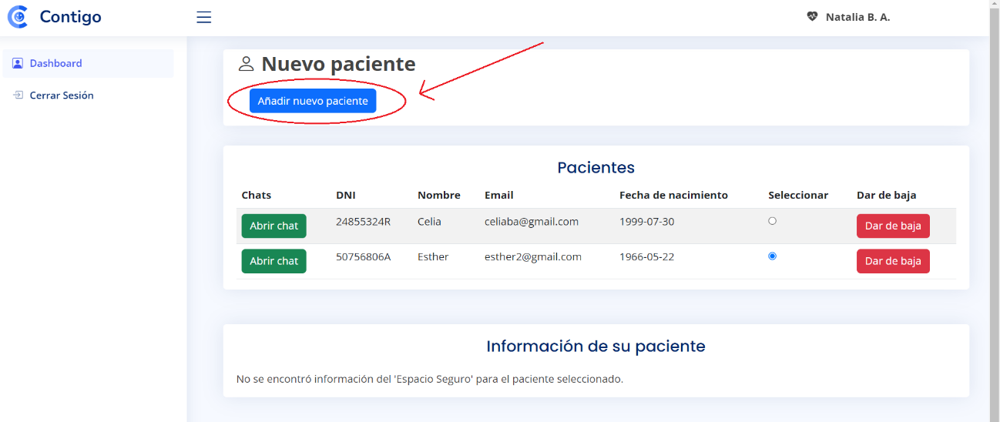 Contigo
Natalia B. A.
Dashboard
Cerrar Sesión
Nuevo paciente
Añadir nuevo paciente
Pacientes
Chats DNI Nombre Email Fecha de nacimiento Seleccionar Dar de baja
Abrir chat 24855324R Celia celiaba@gmail.com 1999-07-30 Dar de baja
Abrir chat 50756806A Esther esther2@gmail.com 1966-05-22 Dar de baja
Información de su paciente
No se encontró información del 'Espacio Seguro' para el paciente seleccionado.